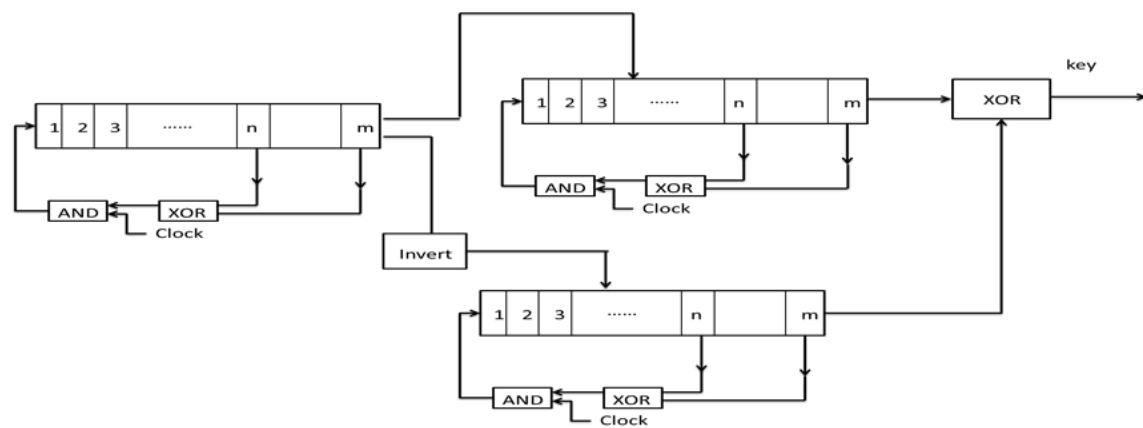 key
1 2 3 ...... n m
XOR
1 2 3 ...... n m
AND XOR
Clock
AND XOR
Clock
Invert
1 2 3 ...... n m
AND XOR
Clock